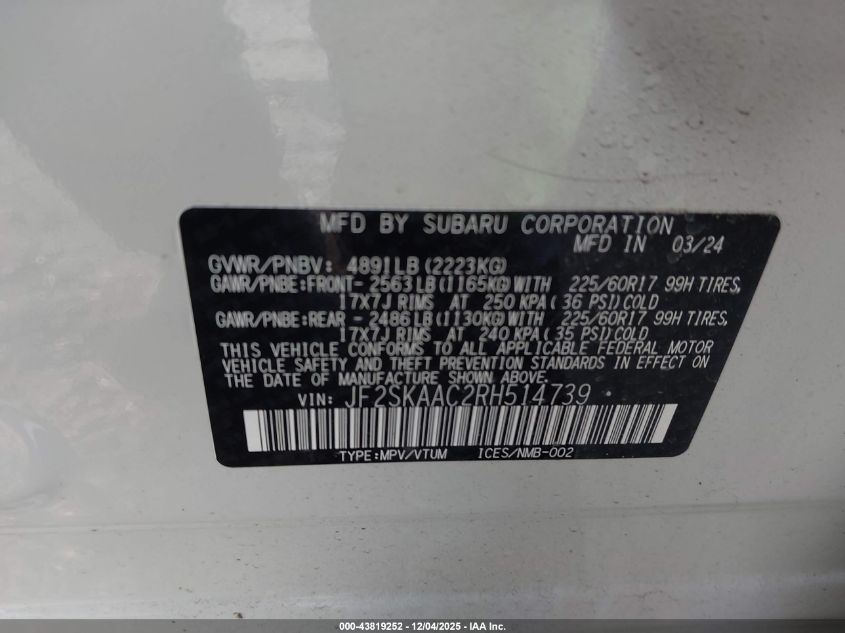 MFD BY SUBARU CORPORATION
MFD IN 03/24
GVWR/PNBV: 4891LB(2223KG)
GAWR/PNBE:FRONT- 2563LB(1165KG)WITH 225/60R17 99H TIRES,
17X7J RIMS AT 250 KPA(36 PSI)COLD
GAWR/PNBE:REAR - 2486LB(1130KG)WITH 225/60R17 99H TIRES,
17X7J RIMS AT 240 KPA(35 PSI)COLD
THIS VEHICLE CONFORMS TO ALL APPLICABLE FEDERAL MOTOR
VEHICLE SAFETY AND THEFT PREVENTION STANDARDS IN EFFECT ON
THE DATE OF MANUFACTURE SHOWN ABOVE.
VIN: JF2SKAAC2RH514739
TYPE:MPV/VTUM ICES/NMB-002
000-43819252 - 12/04/2025 - IAA Inc.